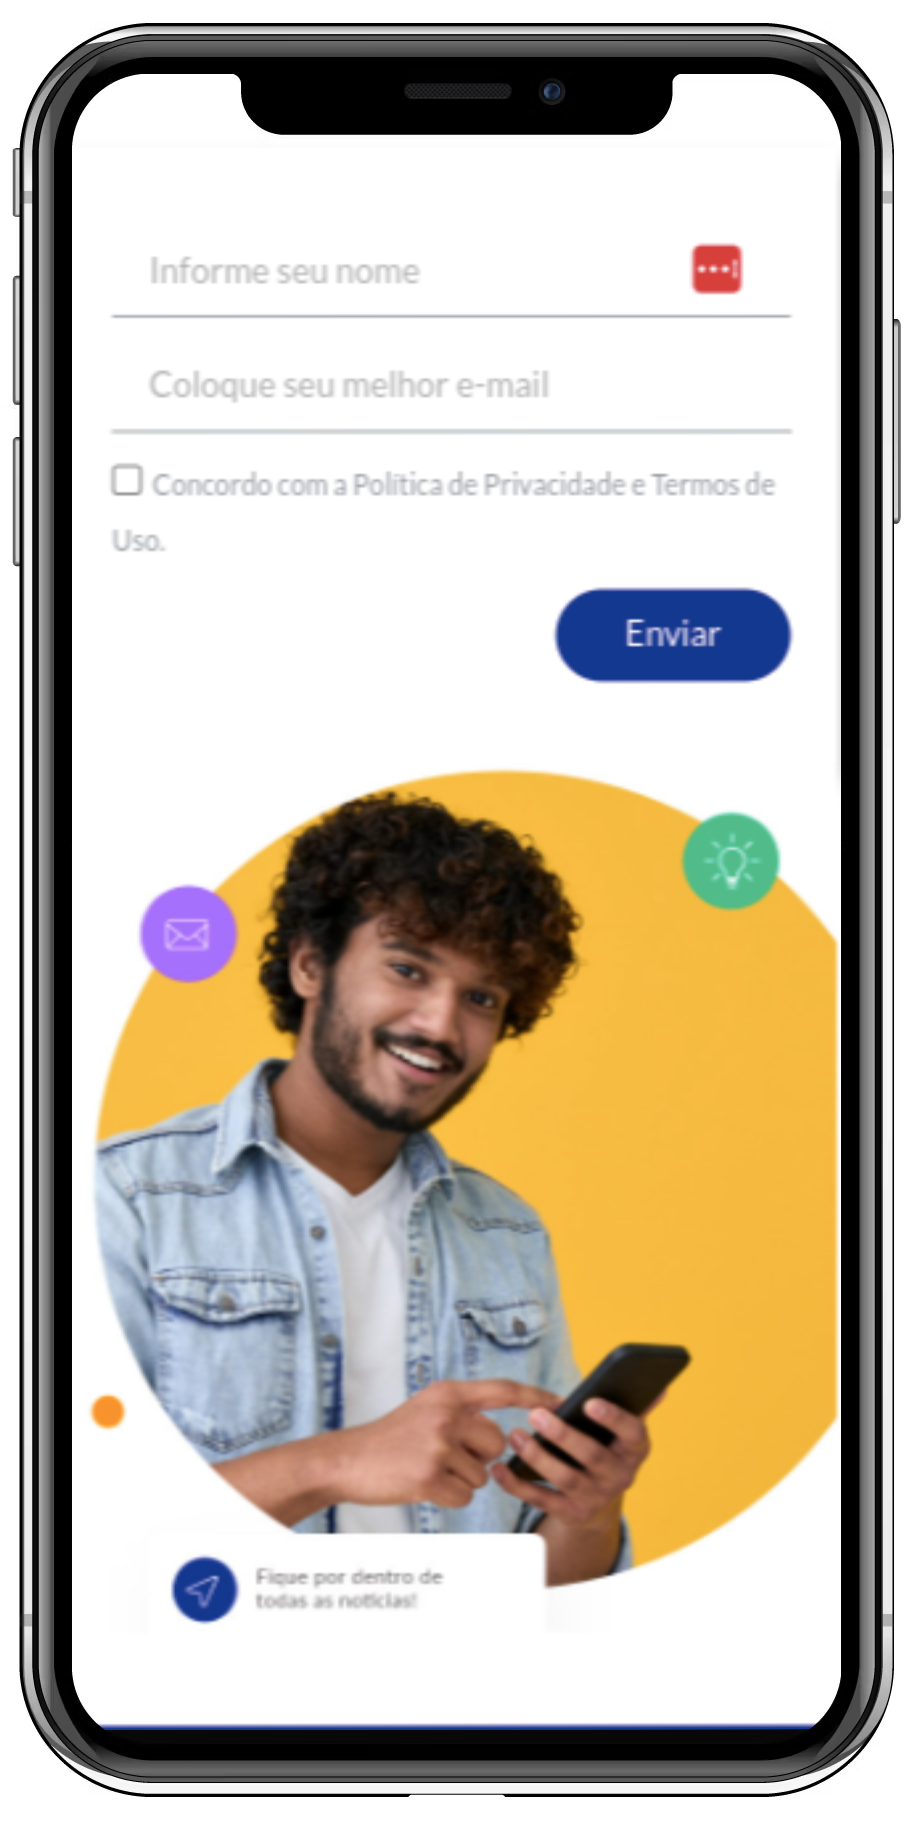 Informe seu nome
Coloque seu melhor e-mail
Concordo com a Política de Privacidade e Termos de
Uso.
Enviar
Fique por dentro de
todas as notícias!